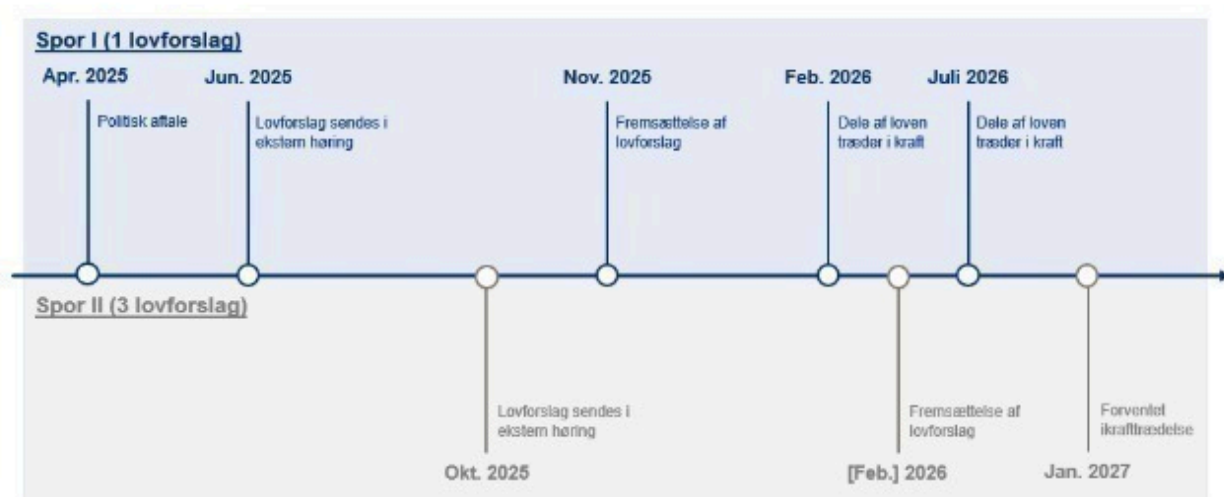 Spor I (1 lovforslag)
Apr. 2025
Jun. 2025
Nov. 2025
Feb. 2026
Juli 2026
Politisk aftale
Lovforslag sendes i
ekstern høring
Fremsættelse af
lovforslag
Dele af loven
træder i kraft
Dele af loven
træder i kraft
Spor II (3 lovforslag)
Lovforslag sendes i
ekstern høring
Fremsættelse af
lovforslag
Forventet
ikrafttrædelse
Okt. 2025
[Feb.] 2026
Jan. 2027